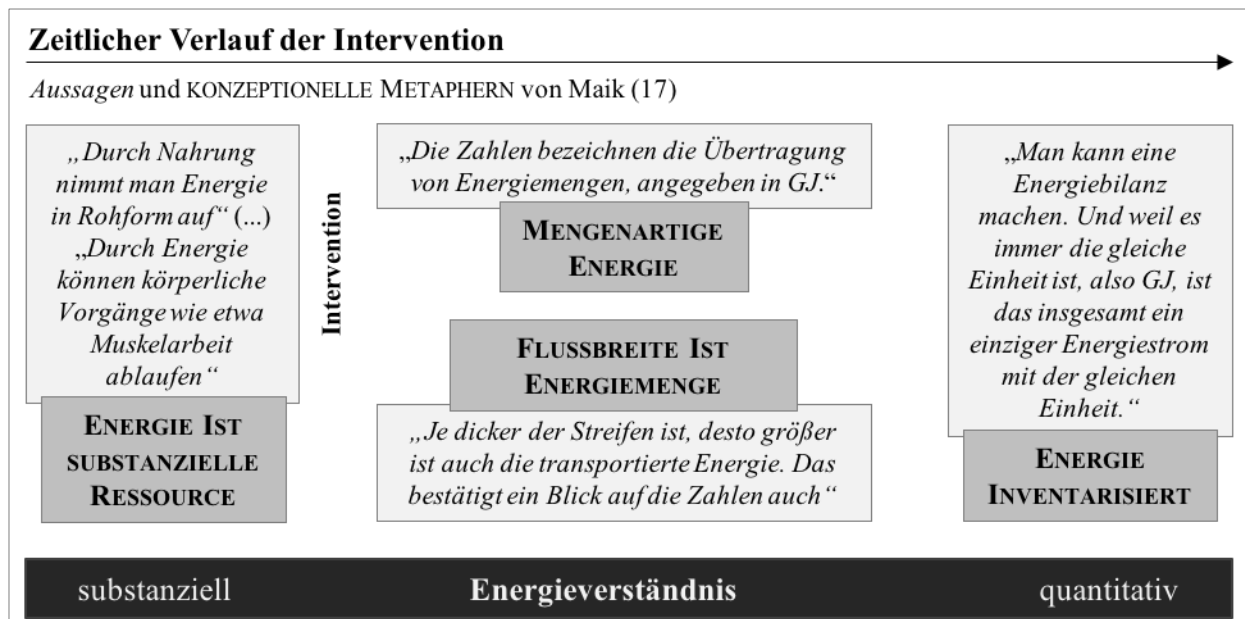 Zeitlicher Verlauf der Intervention
Aussagen und KONZEPTIONELLE METAPHERN von Maik (17)
„Durch Nahrung
nimmt man Energie
in Rohform auf“ (...)
„Durch Energie
können körperliche
Vorgänge wie etwa
Muskelarbeit
ablaufen“
ENERGIE IST
SUBSTANZIELLE
RESSOURCE
Intervention
„Die Zahlen bezeichnen die Übertragung
von Energiemengen, angegeben in GJ.“
MENGENARTIGE
ENERGIE
FLUSSBREITE IST
ENERGIEMENGE
„Je dicker der Streifen ist, desto größer
ist auch die transportierte Energie. Das
bestätigt ein Blick auf die Zahlen auch“
„Man kann eine
Energiebilanz
machen. Und weil es
immer die gleiche
Einheit ist, also GJ, ist
das insgesamt ein
einziger Energiestrom
mit der gleichen
Einheit.“
ENERGIE
INVENTARISIERT
substanziell
Energieverständnis
quantitativ